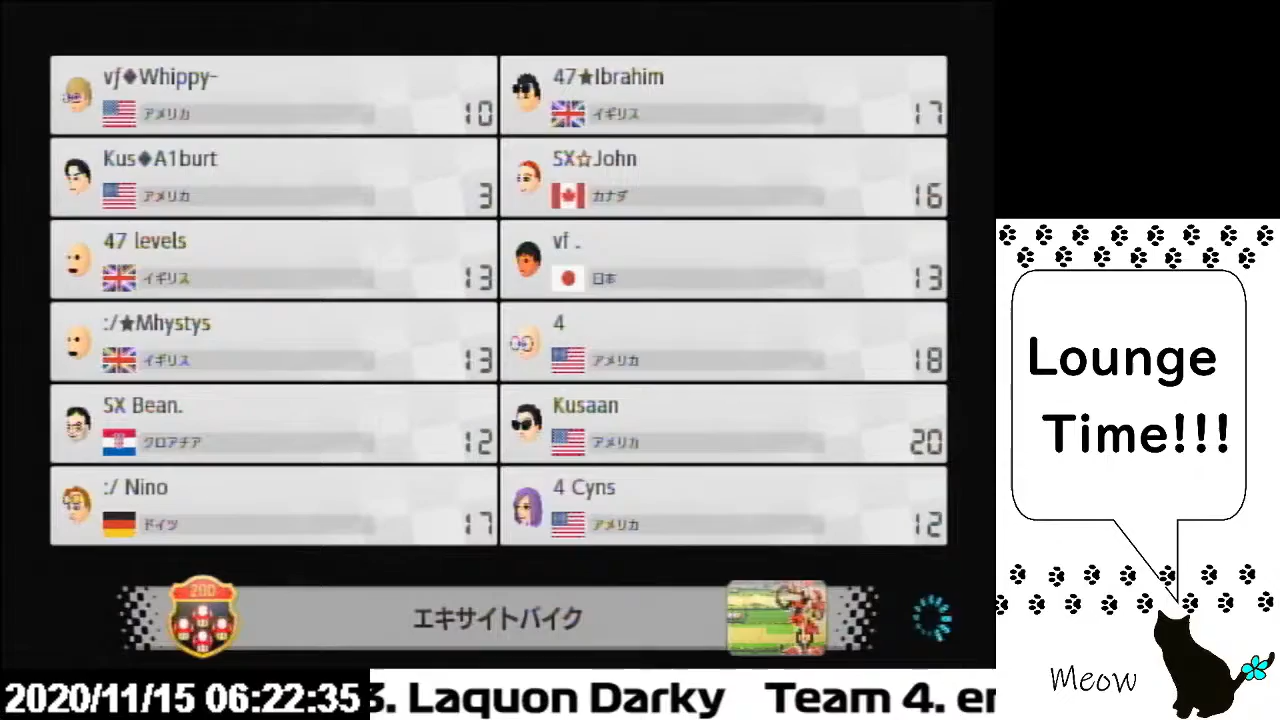 vf◆Whippy-
アメリカ
10
47★Ibrahim
イギリス
17
Kus◆A1burt
アメリカ
3
SX☆John
カナダ
16
47 levels
イギリス
13
vf .
日本
13
:/★Mhystys
イギリス
13
4
アメリカ
18
SX Bean.
クロアチア
12
Kusaan
アメリカ
20
:/ Nino
ドイツ
17
4 Cyns
アメリカ
12
200
エキサイトバイク
Lounge
Time!!!
Meow
2020/11/15 06:22:35
3. Laquon Darky Team 4. er